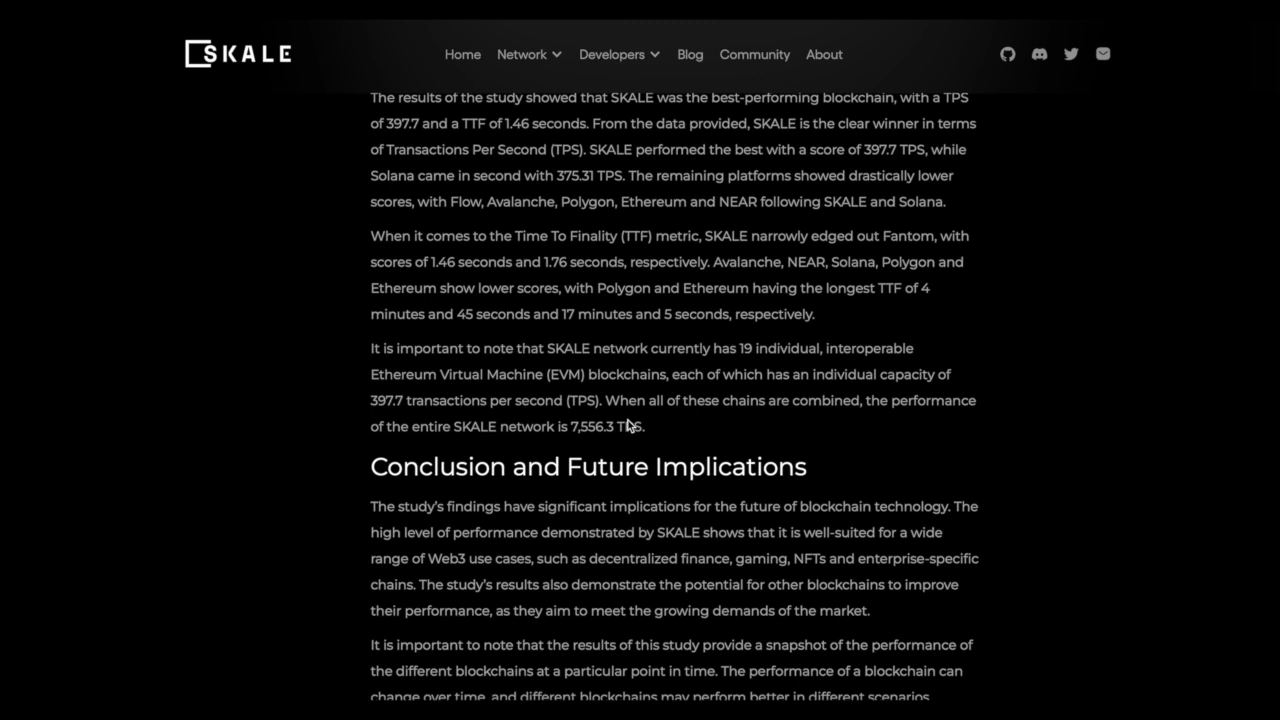 SKALE
Home Network Developers Blog Community About
The results of the study showed that SKALE was the best-performing blockchain, with a TPS
of 397.7 and a TTF of 1.46 seconds. From the data provided, SKALE is the clear winner in terms
of Transactions Per Second (TPS). SKALE performed the best with a score of 397.7 TPS, while
Solana came in second with 375.31 TPS. The remaining platforms showed drastically lower
scores, with Flow, Avalanche, Polygon, Ethereum and NEAR following SKALE and Solana.
When it comes to the Time To Finality (TTF) metric, SKALE narrowly edged out Fantom, with
scores of 1.46 seconds and 1.76 seconds, respectively. Avalanche, NEAR, Solana, Polygon and
Ethereum show lower scores, with Polygon and Ethereum having the longest TTF of 4
minutes and 45 seconds and 17 minutes and 5 seconds, respectively.
It is important to note that SKALE network currently has 19 individual, interoperable
Ethereum Virtual Machine (EVM) blockchains, each of which has an individual capacity of
397.7 transactions per second (TPS). When all of these chains are combined, the performance
of the entire SKALE network is 7,556.3 TPS.
Conclusion and Future Implications
The study's findings have significant implications for the future of blockchain technology. The
high level of performance demonstrated by SKALE shows that it is well-suited for a wide
range of Web3 use cases, such as decentralized finance, gaming, NFTs and enterprise-specific
chains. The study's results also demonstrate the potential for other blockchains to improve
their performance, as they aim to meet the growing demands of the market.
It is important to note that the results of this study provide a snapshot of the performance of
the different blockchains at a particular point in time. The performance of a blockchain can
change over time, and different blockchains may perform better in different scenarios